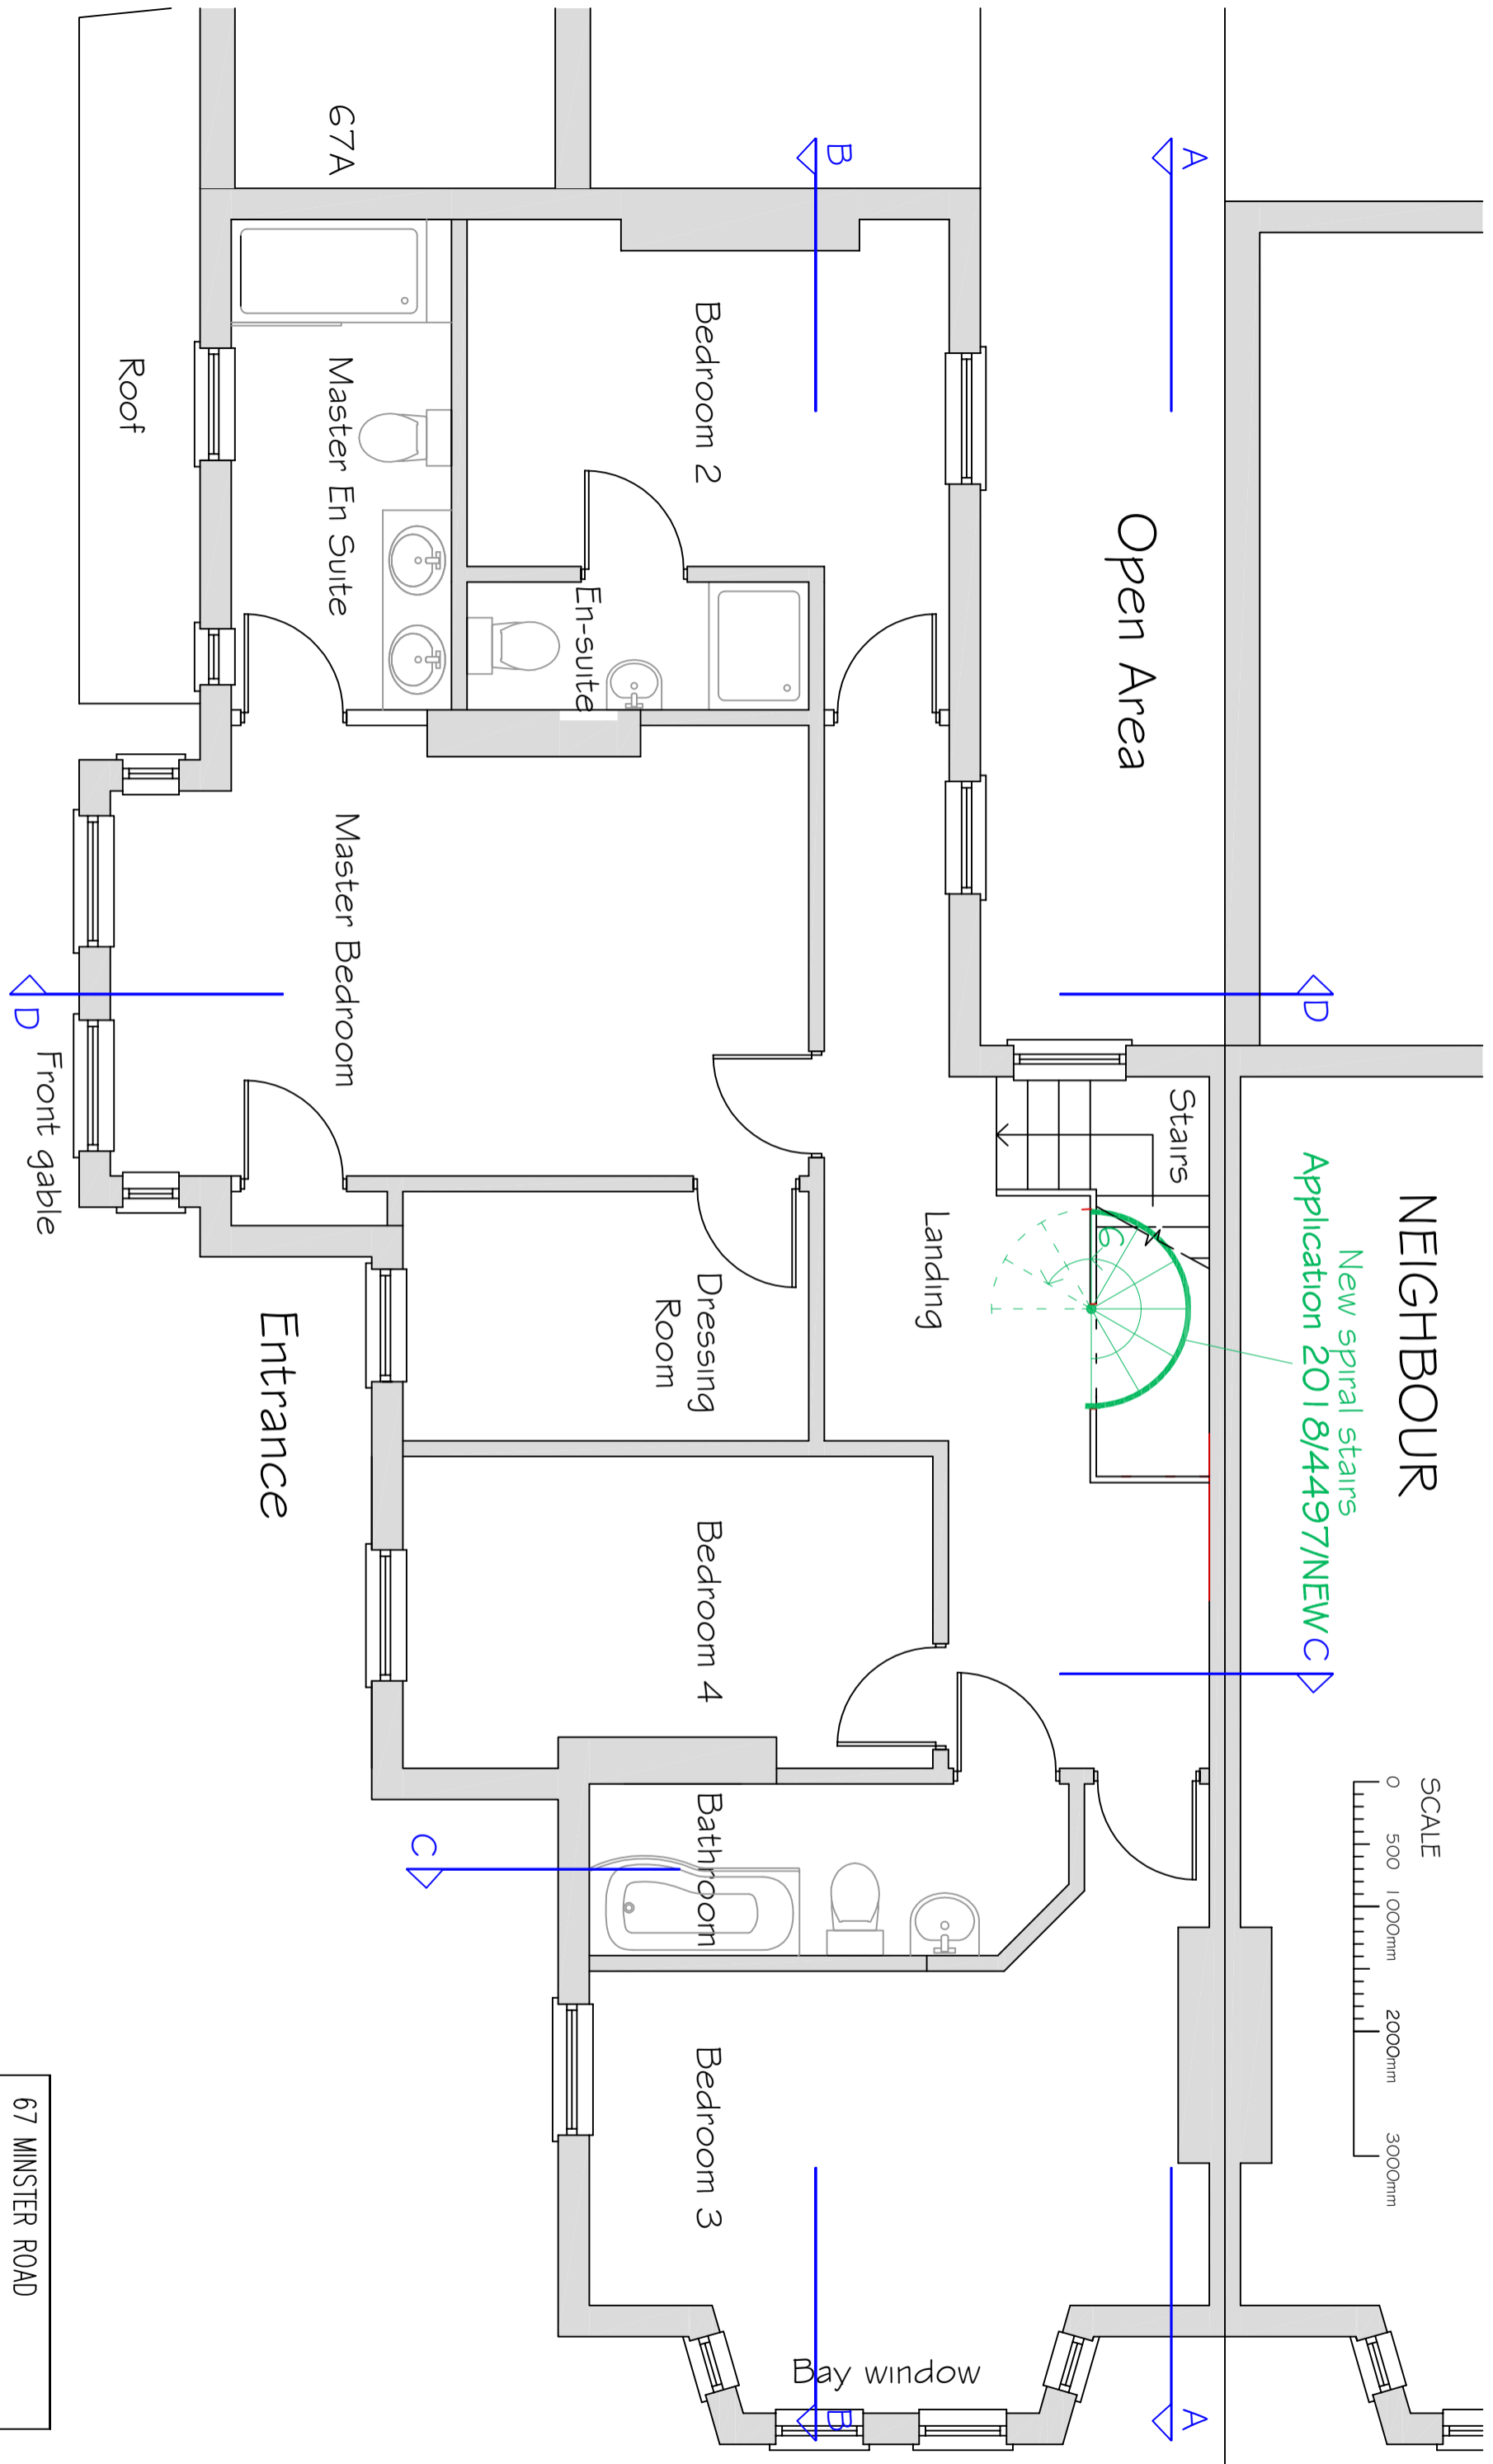 NEIGHBOUR
New spiral stairs
Application 2018/4497/NEW
SCALE
0 500 1000mm 2000mm 3000mm
A
Open Area
D
Stairs
6
C
A
B
Bedroom 2
Landing
B
Bay window
En-suite
Dressing
Room
Bedroom 4
Bathroom
Bedroom 3
67A
Master En Suite
Master Bedroom
C
Entrance
Roof
D
Front gable
67 MINSTER ROAD